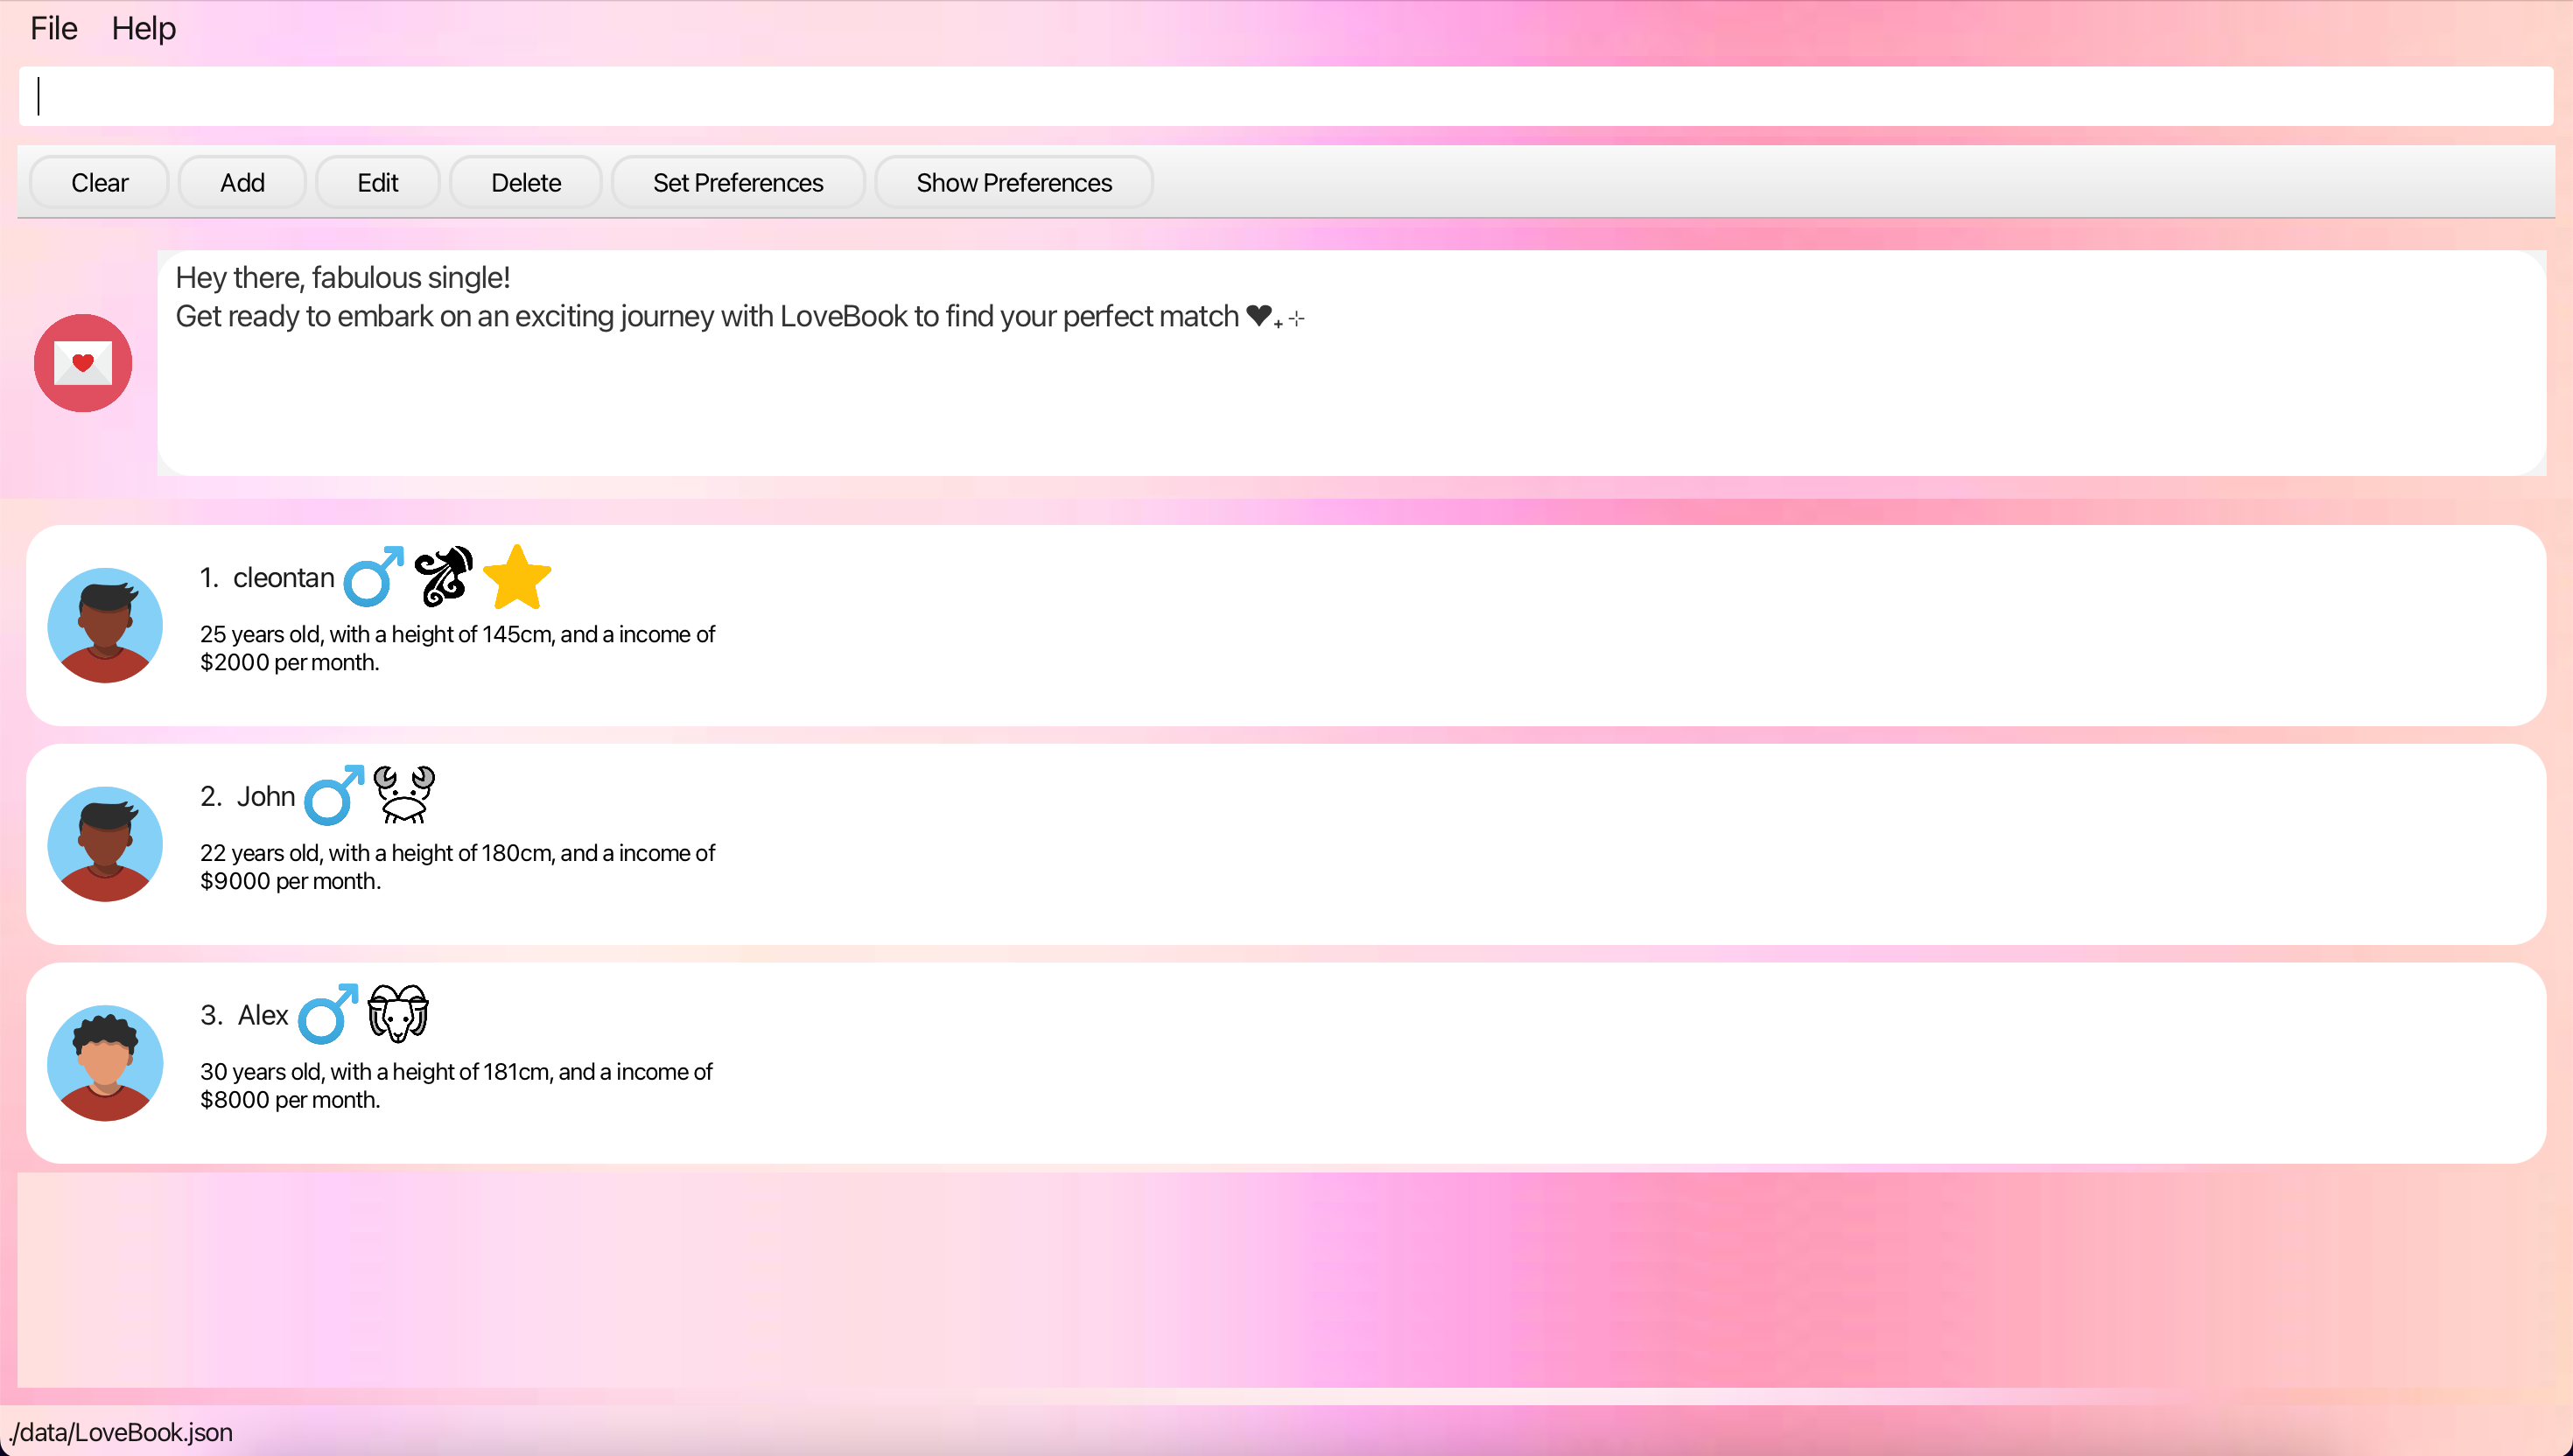 File Help
Clear Add Edit Delete Set Preferences Show Preferences
Hey there, fabulous single!
Get ready to embark on an exciting journey with LoveBook to find your perfect match ♥₊ ⊹
1. cleontan
25 years old, with a height of 145cm, and a income of
$2000 per month.
2. John
22 years old, with a height of 180cm, and a income of
$9000 per month.
3. Alex
30 years old, with a height of 181cm, and a income of
$8000 per month.
./data/LoveBook.json